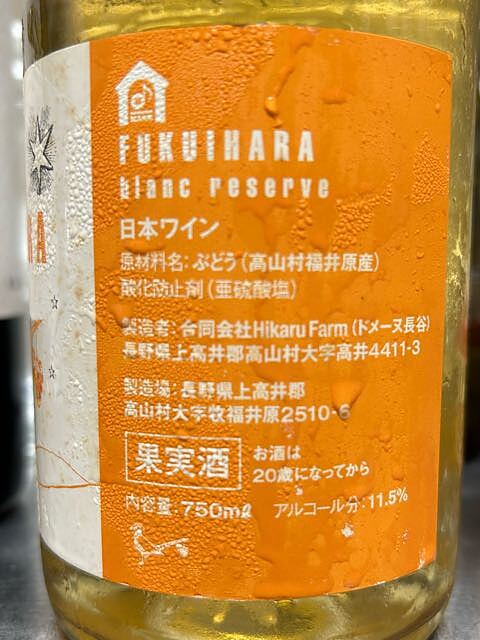 FUKUiHARA
blanc reserve
日本ワイン
原材料名：ぶどう（高山村福井原産）
酸化防止剤（亜硫酸塩）
製造者：合同会社Hikaru Farm（ドメーヌ長谷）
長野県上高井郡高山村大字高井4411-3
製造場：長野県上高井郡
高山村大字牧福井原2510-6
果実酒
お酒は
20歳になってから
内容量：750mℓ アルコール分：11.5%
A